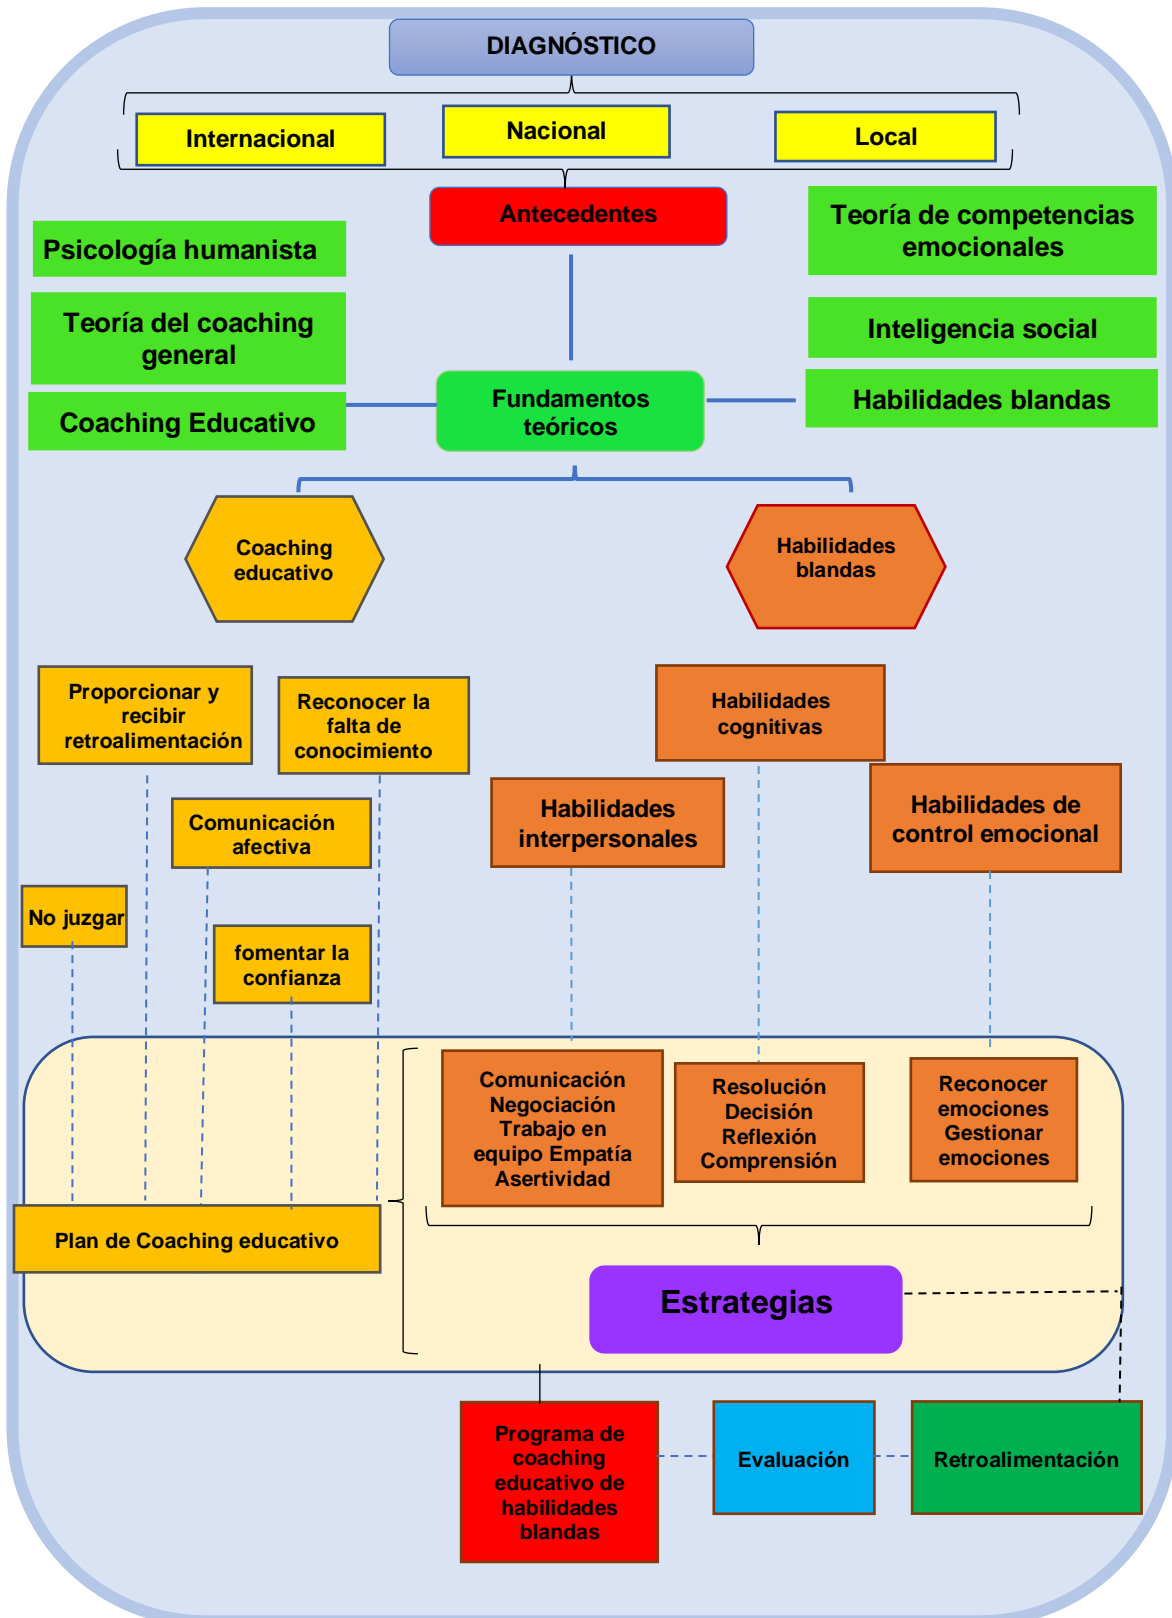 DIAGNÓSTICO
Internacional
Nacional
Local
Antecedentes
Psicología humanista
Teoría del coaching
general
Coaching Educativo
Teoría de competencias
emocionales
Inteligencia social
Habilidades blandas
Fundamentos
teóricos
Coaching
educativo
Habilidades
blandas
Proporcionar y
recibir
retroalimentación
Reconocer la
falta de
conocimiento
Comunicación
afectiva
No juzgar
fomentar la
confianza
Habilidades
cognitivas
Habilidades
interpersonales
Habilidades de
control emocional
Comunicación
Negociación
Trabajo en
equipo Empatía
Asertividad
Resolución
Decisión
Reflexión
Comprensión
Reconocer
emociones
Gestionar
emociones
Plan de Coaching educativo
Estrategias
Programa de
coaching
educativo de
habilidades
blandas
Evaluación
Retroalimentación